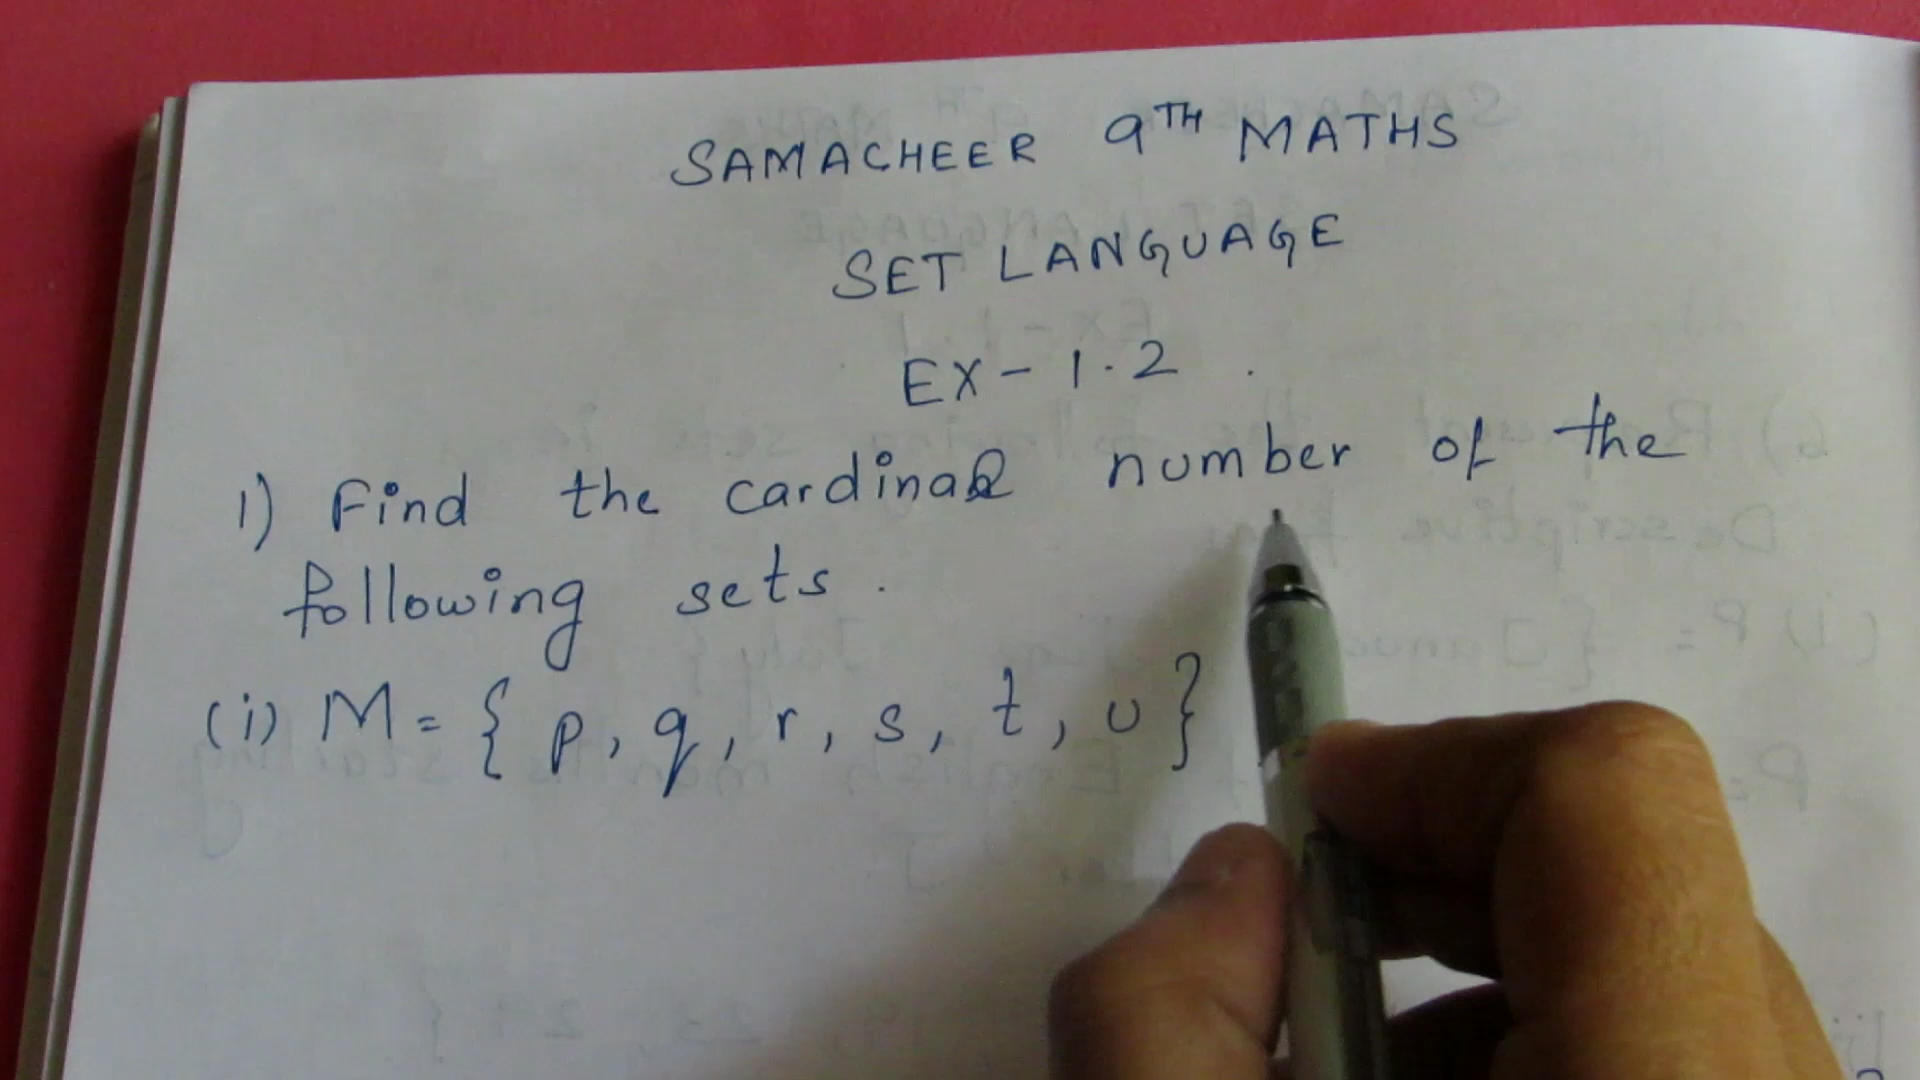 SAMACHEER 9TH MATHS
SET LANGUAGE
EX - 1.2
1) Find the cardinal number of the
following sets.
(i) M = { p, q, r, s, t, u }